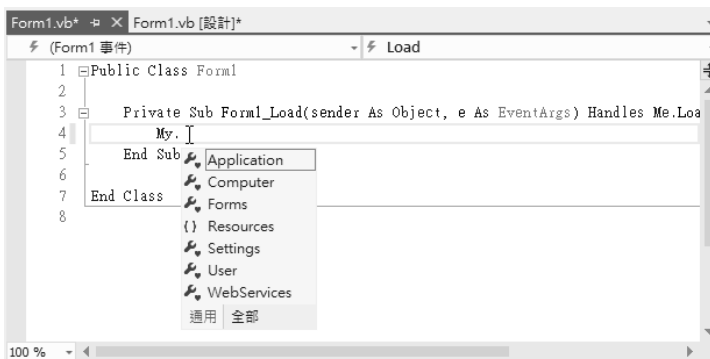 Form1.vb* Form1.vb [設計]*
(Form1 事件) Load
1 Public Class Form1
2
3 Private Sub Form1_Load(sender As Object, e As EventArgs) Handles Me.Loa
4 My.
5 End Sub
6
7 End Class
8
Application
Computer
Forms
{} Resources
Settings
User
WebServices
通用 全部
100 %